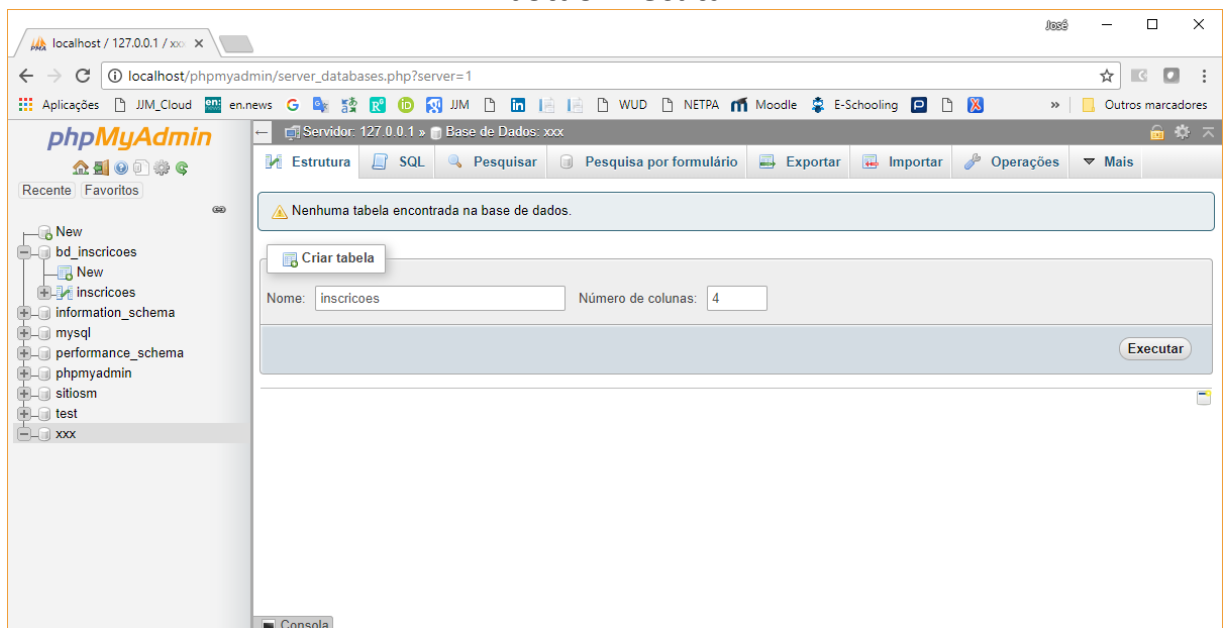 José
localhost / 127.0.0.1 / xxx
localhost/phpmyadmin/server_databases.php?server=1
Aplicações JJM_Cloud en.news JJM WUD NETPA Moodle E-Schooling » Outros marcadores
phpMyAdmin
Servidor: 127.0.0.1 » Base de Dados: xxx
Estrutura SQL Pesquisar Pesquisa por formulário Exportar Importar Operações Mais
Recente Favoritos
Nenhuma tabela encontrada na base de dados.
New
bd_inscricoes
New
inscricoes
information_schema
mysql
performance_schema
phpmyadmin
sitiosm
test
xxx
Criar tabela
Nome: inscricoes Número de colunas: 4
Executar
Consola